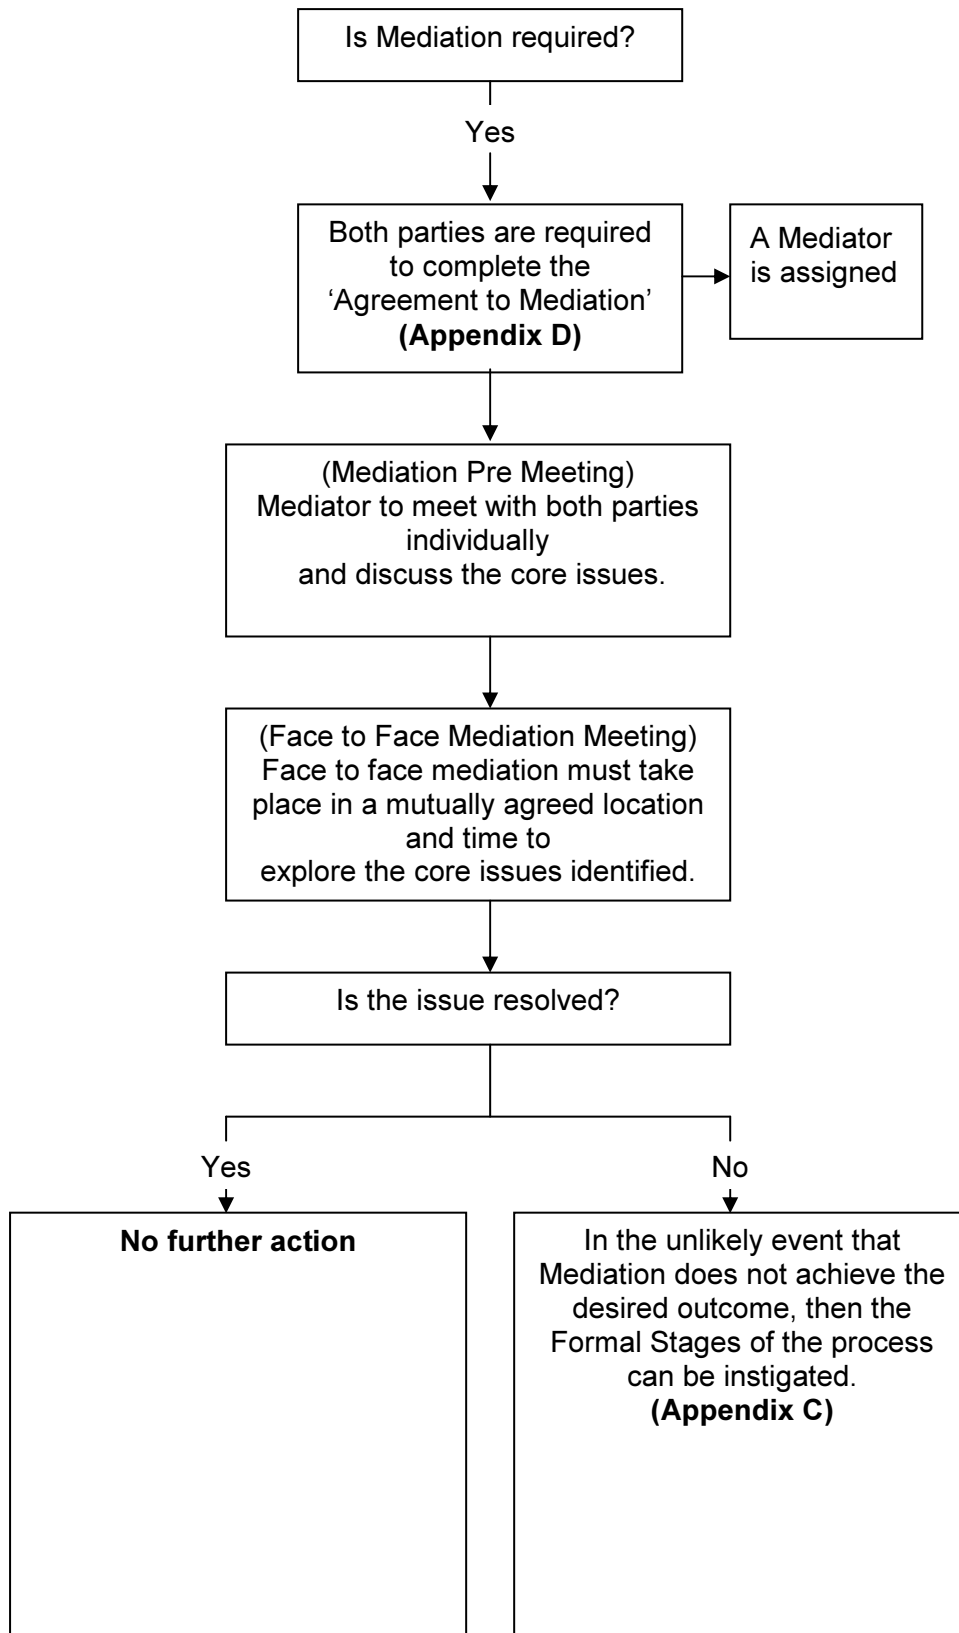 Is Mediation required?
Yes
Both parties are required
to complete the
‘Agreement to Mediation’
(Appendix D)
A Mediator
is assigned
(Mediation Pre Meeting)
Mediator to meet with both parties
individually
and discuss the core issues.
(Face to Face Mediation Meeting)
Face to face mediation must take
place in a mutually agreed location
and time to
explore the core issues identified.
Is the issue resolved?
Yes
No
No further action
In the unlikely event that
Mediation does not achieve the
desired outcome, then the
Formal Stages of the process
can be instigated.
(Appendix C)